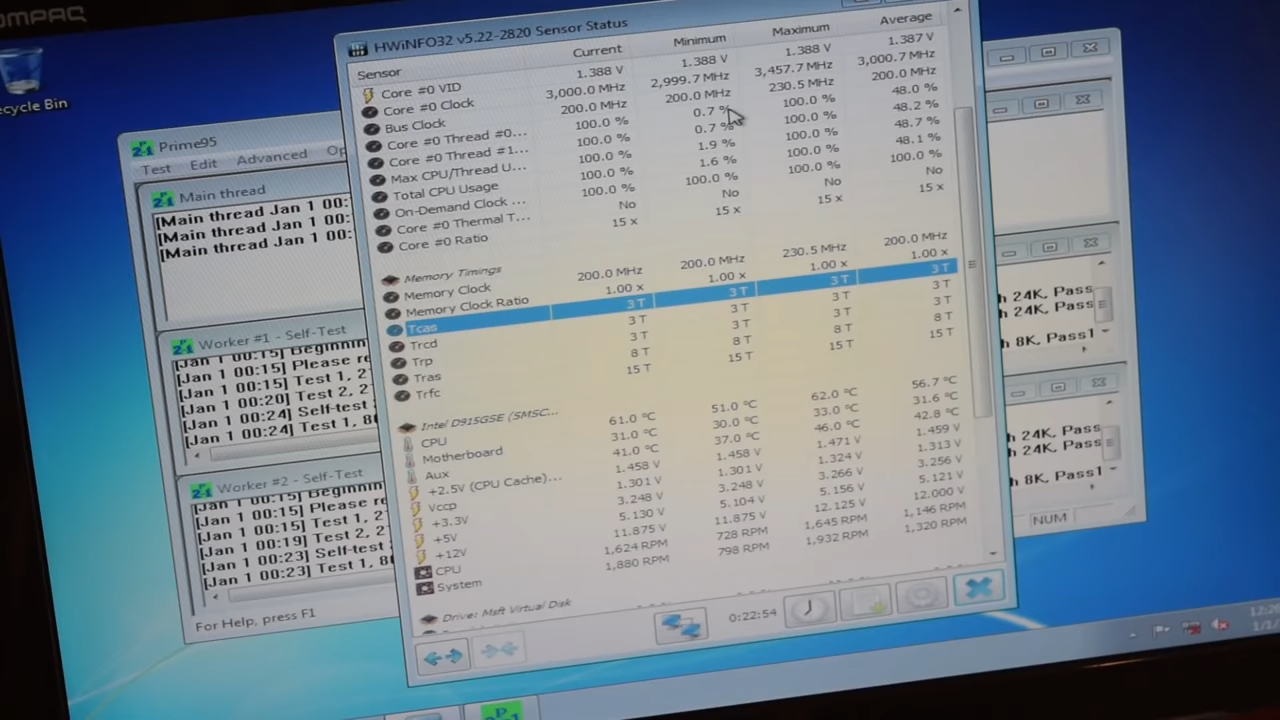 OMPAQ
ecycle Bin
Prime95
Test Edit Advanced Op
Main thread
[Main thread Jan 1 00:
[Main thread Jan 1 00:
[Main thread Jan 1 00:
Worker #1 - Self-Test
[Jan 1 00:15] Beginnin
[Jan 1 00:15] Please re
[Jan 1 00:15] Test 1, 2
[Jan 1 00:20] Test 2, 2
[Jan 1 00:24] Self-test
[Jan 1 00:24] Test 1, 8
Worker #2 - Self-Test
[Jan 1 00:15] Beginnin
[Jan 1 00:15] Please re
[Jan 1 00:15] Test 1, 2
[Jan 1 00:19] Test 2, 2
[Jan 1 00:23] Self-test
[Jan 1 00:23] Test 1, 8
For Help, press F1
HWiNFO32 v5.22-2820 Sensor Status
Sensor Current Minimum Maximum Average
Core #0 VID 1.388 V 1.388 V 1.388 V 1.387 V
Core #0 Clock 3,000.0 MHz 2,999.7 MHz 3,457.7 MHz 3,000.7 MHz
Bus Clock 200.0 MHz 200.0 MHz 230.5 MHz 200.0 MHz
Core #0 Thread #0... 100.0 % 0.7 % 100.0 % 48.0 %
Core #0 Thread #1... 100.0 % 0.7 % 100.0 % 48.2 %
Max CPU/Thread U... 100.0 % 1.9 % 100.0 % 48.7 %
Total CPU Usage 100.0 % 1.6 % 100.0 % 48.1 %
On-Demand Clock ... 100.0 % 100.0 % 100.0 % 100.0 %
Core #0 Thermal T... No No No No
Core #0 Ratio 15 x 15 x 15 x 15 x
Memory Timings
Memory Clock 200.0 MHz 200.0 MHz 230.5 MHz 200.0 MHz
Memory Clock Ratio 1.00 x 1.00 x 1.00 x 1.00 x
Tcas 3 T 3 T 3 T 3 T
Trcd 3 T 3 T 3 T 3 T
Trp 3 T 3 T 3 T 3 T
Tras 8 T 8 T 8 T 8 T
Trfc 15 T 15 T 15 T 15 T
Intel D915GSE (SMSC...
CPU 61.0 °C 51.0 °C 62.0 °C 56.7 °C
Motherboard 31.0 °C 30.0 °C 33.0 °C 31.6 °C
Aux 41.0 °C 37.0 °C 46.0 °C 42.8 °C
+2.5V (CPU Cache)... 1.458 V 1.458 V 1.471 V 1.459 V
Vccp 1.301 V 1.301 V 1.324 V 1.313 V
+3.3V 3.248 V 3.248 V 3.266 V 3.256 V
+5V 5.130 V 5.104 V 5.156 V 5.121 V
+12V 11.875 V 11.875 V 12.125 V 12.000 V
CPU 1,624 RPM 728 RPM 1,645 RPM 1,146 RPM
System 1,880 RPM 798 RPM 1,932 RPM 1,320 RPM
Drive: Msft Virtual Disk
0:22:54
h 24K, Pass
h 24K, Pass
h 8K, Pass1
h 24K, Pass
h 24K, Pass
h 8K, Pass1
NUM